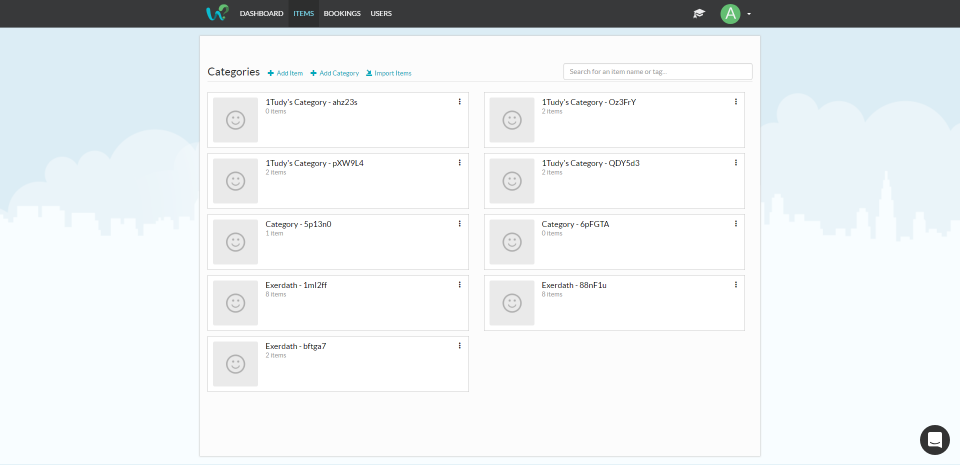 DASHBOARD ITEMS BOOKINGS USERS A
Categories + Add Item + Add Category Import Items Search for an item name or tag...
1Tudy's Category - ahz23s
0 items
1Tudy's Category - Oz3FrY
2 items
1Tudy's Category - pXW9L4
2 items
1Tudy's Category - QDY5d3
2 items
Category - 5p13n0
1 item
Category - 6pFGTA
0 items
Exerdath - 1mI2ff
8 items
Exerdath - 88nF1u
8 items
Exerdath - bftga7
2 items